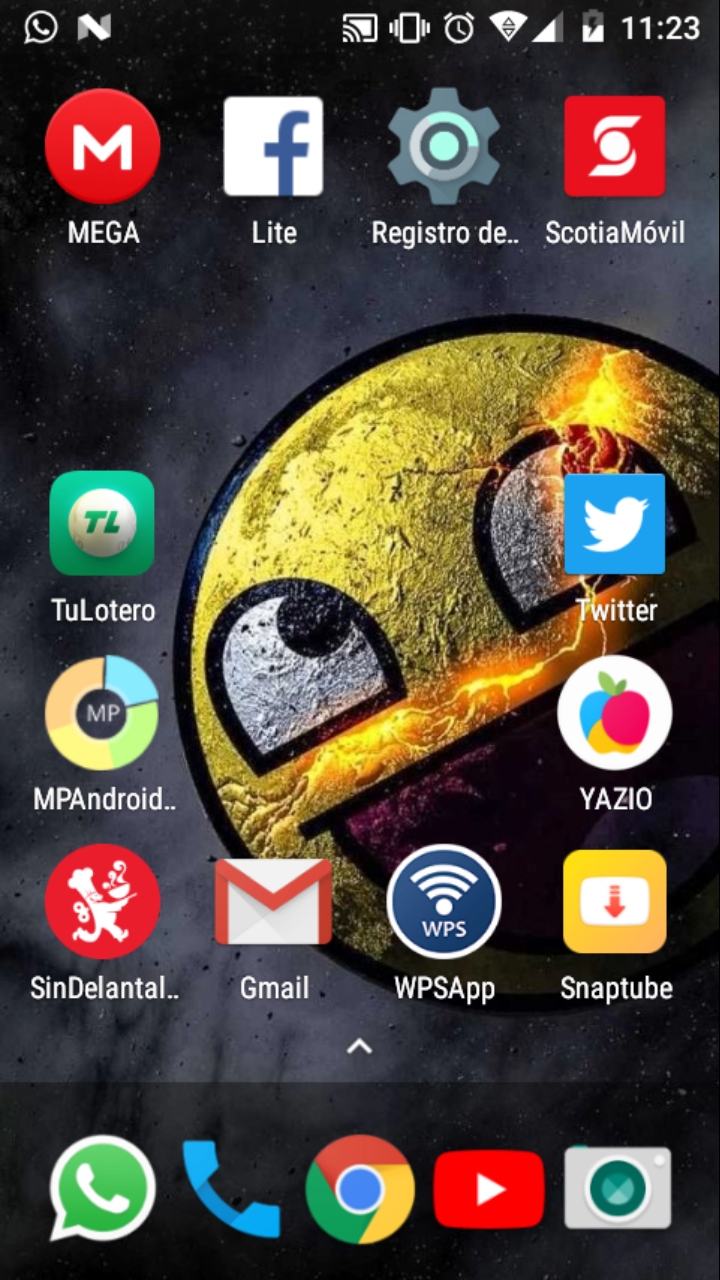 11:23
MEGA
Lite
Registro de..
ScotiaMóvil
TL
TuLotero
Twitter
MP
MPAndroid..
YAZIO
WPS
SinDelantal..
Gmail
WPSApp
Snaptube